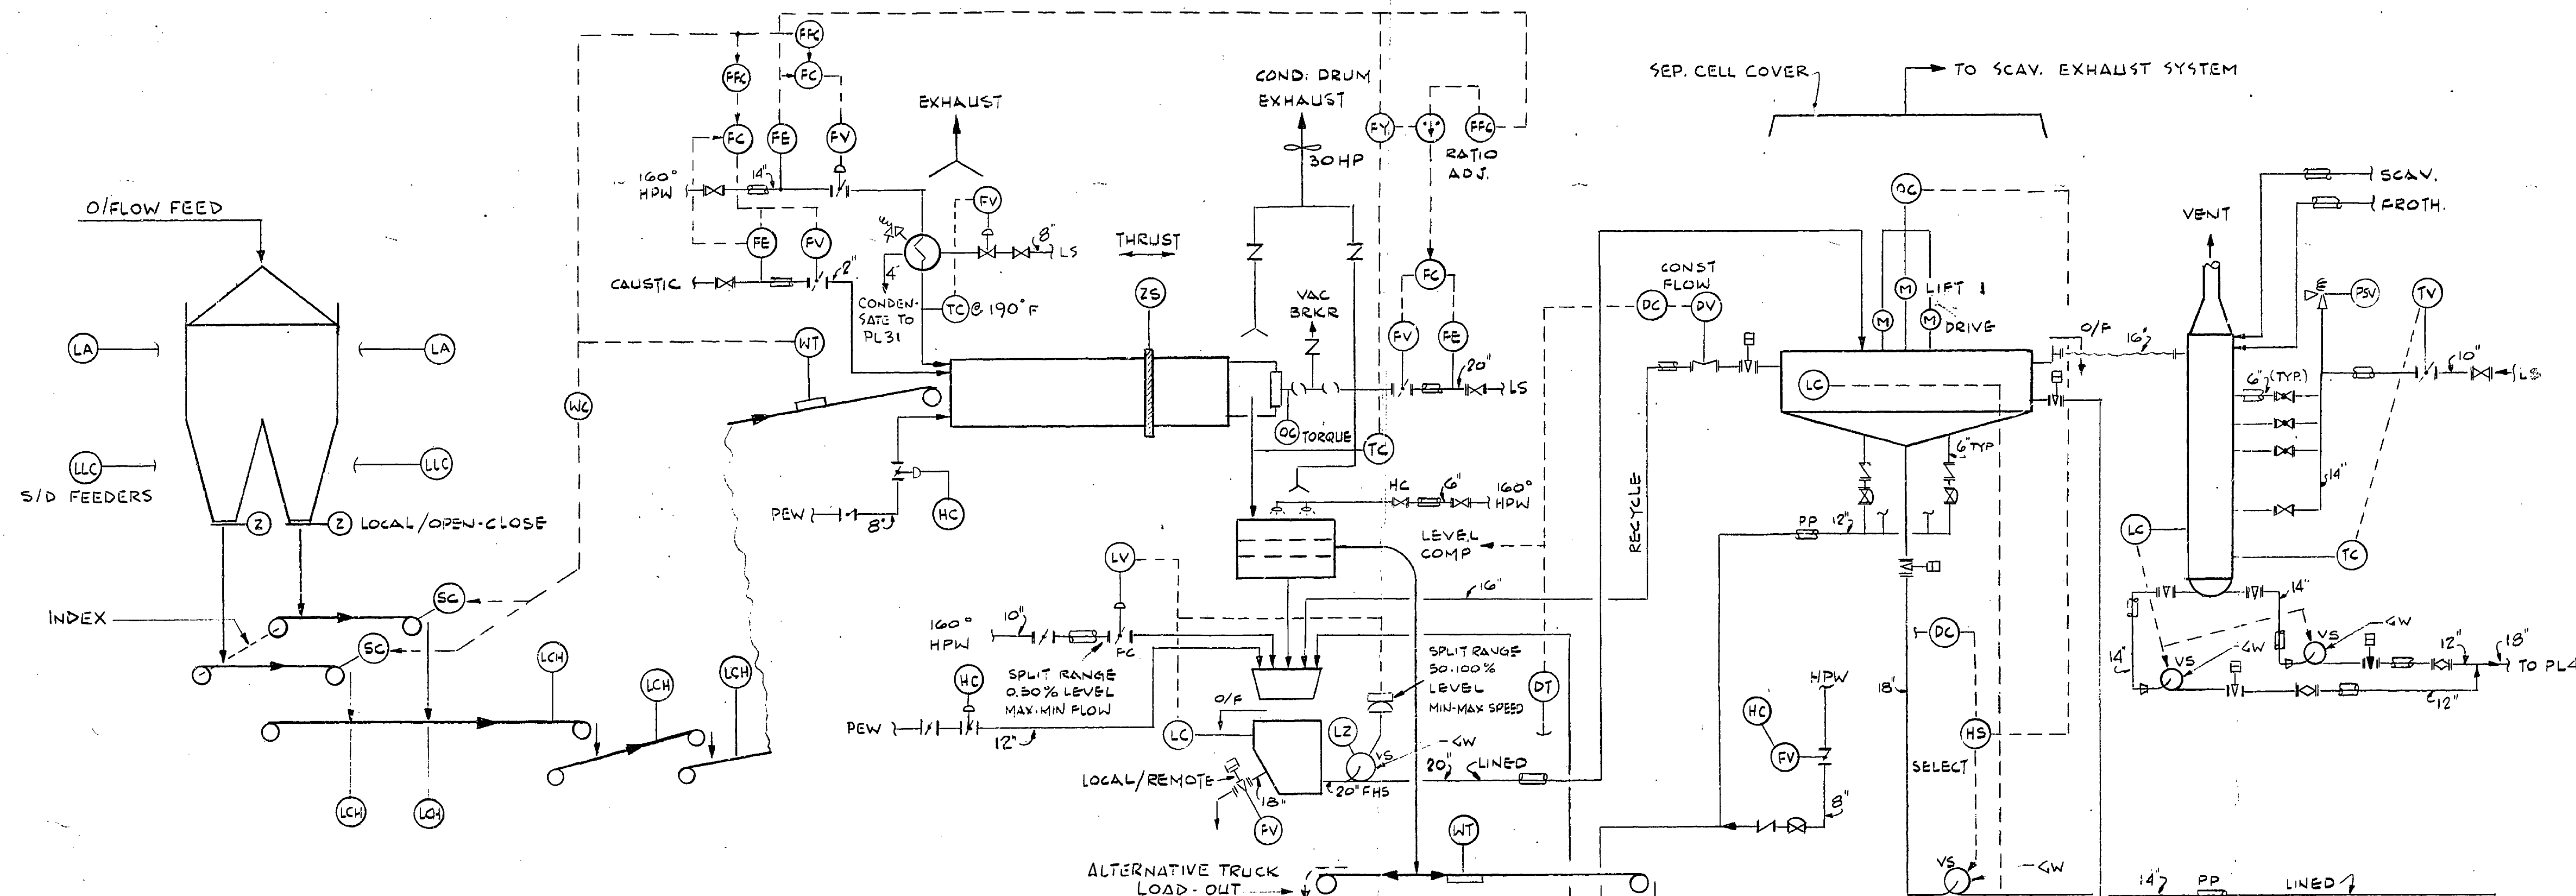 O/FLOW FEED
LA
LA
LLC
LLC
S/D FEEDERS
Z
Z
LOCAL/OPEN-CLOSE
INDEX
SC
SC
WC
LCH
LCH
LCH
LCH
LCH
FFC
FFC
FC
FC
FE
FV
160°
HPW
14"
FE
FV
CAUSTIC
2"
4"
CONDEN-
SATE TO
PL31
TC
@ 190°F
FV
8"
LS
EXHAUST
WT
PEW
8"
HC
THRUST
ZS
COND. DRUM
EXHAUST
30 HP
VAC
BRKR
OC
TORQUE
TC
FY
FFC
RATIO
ADJ.
FC
FV
FE
20"
LS
HC
6"
160°
HPW
LEVEL
COMP
LV
160°
HPW
10"
FC
SPLIT RANGE
0.50% LEVEL
MAX.MIN FLOW
HC
PEW
12"
O/F
LC
LOCAL/REMOTE
18"
FV
20" FHS
LZ
VS
GW
20"
LINED
SPLIT RANGE
50.100%
LEVEL
MIN-MAX SPEED
16"
DT
RECYCLE
WT
ALTERNATIVE TRUCK
LOAD-OUT
SEP. CELL COVER
TO SCAV. EXHAUST SYSTEM
CONST
FLOW
DC
DV
OC
M
LIFT
M
M
DRIVE
LC
O/F
16"
6" TYP
PP
12"
18"
DC
HS
SELECT
HPW
HC
FV
8"
VS
GW
14"
PP
LINED
VENT
SCAV.
FROTH.
PSV
TV
10"
LS
6" (TYP.)
14"
LC
TC
14"
14"
VS
GW
VS
GW
12"
18"
TO PL4
12"